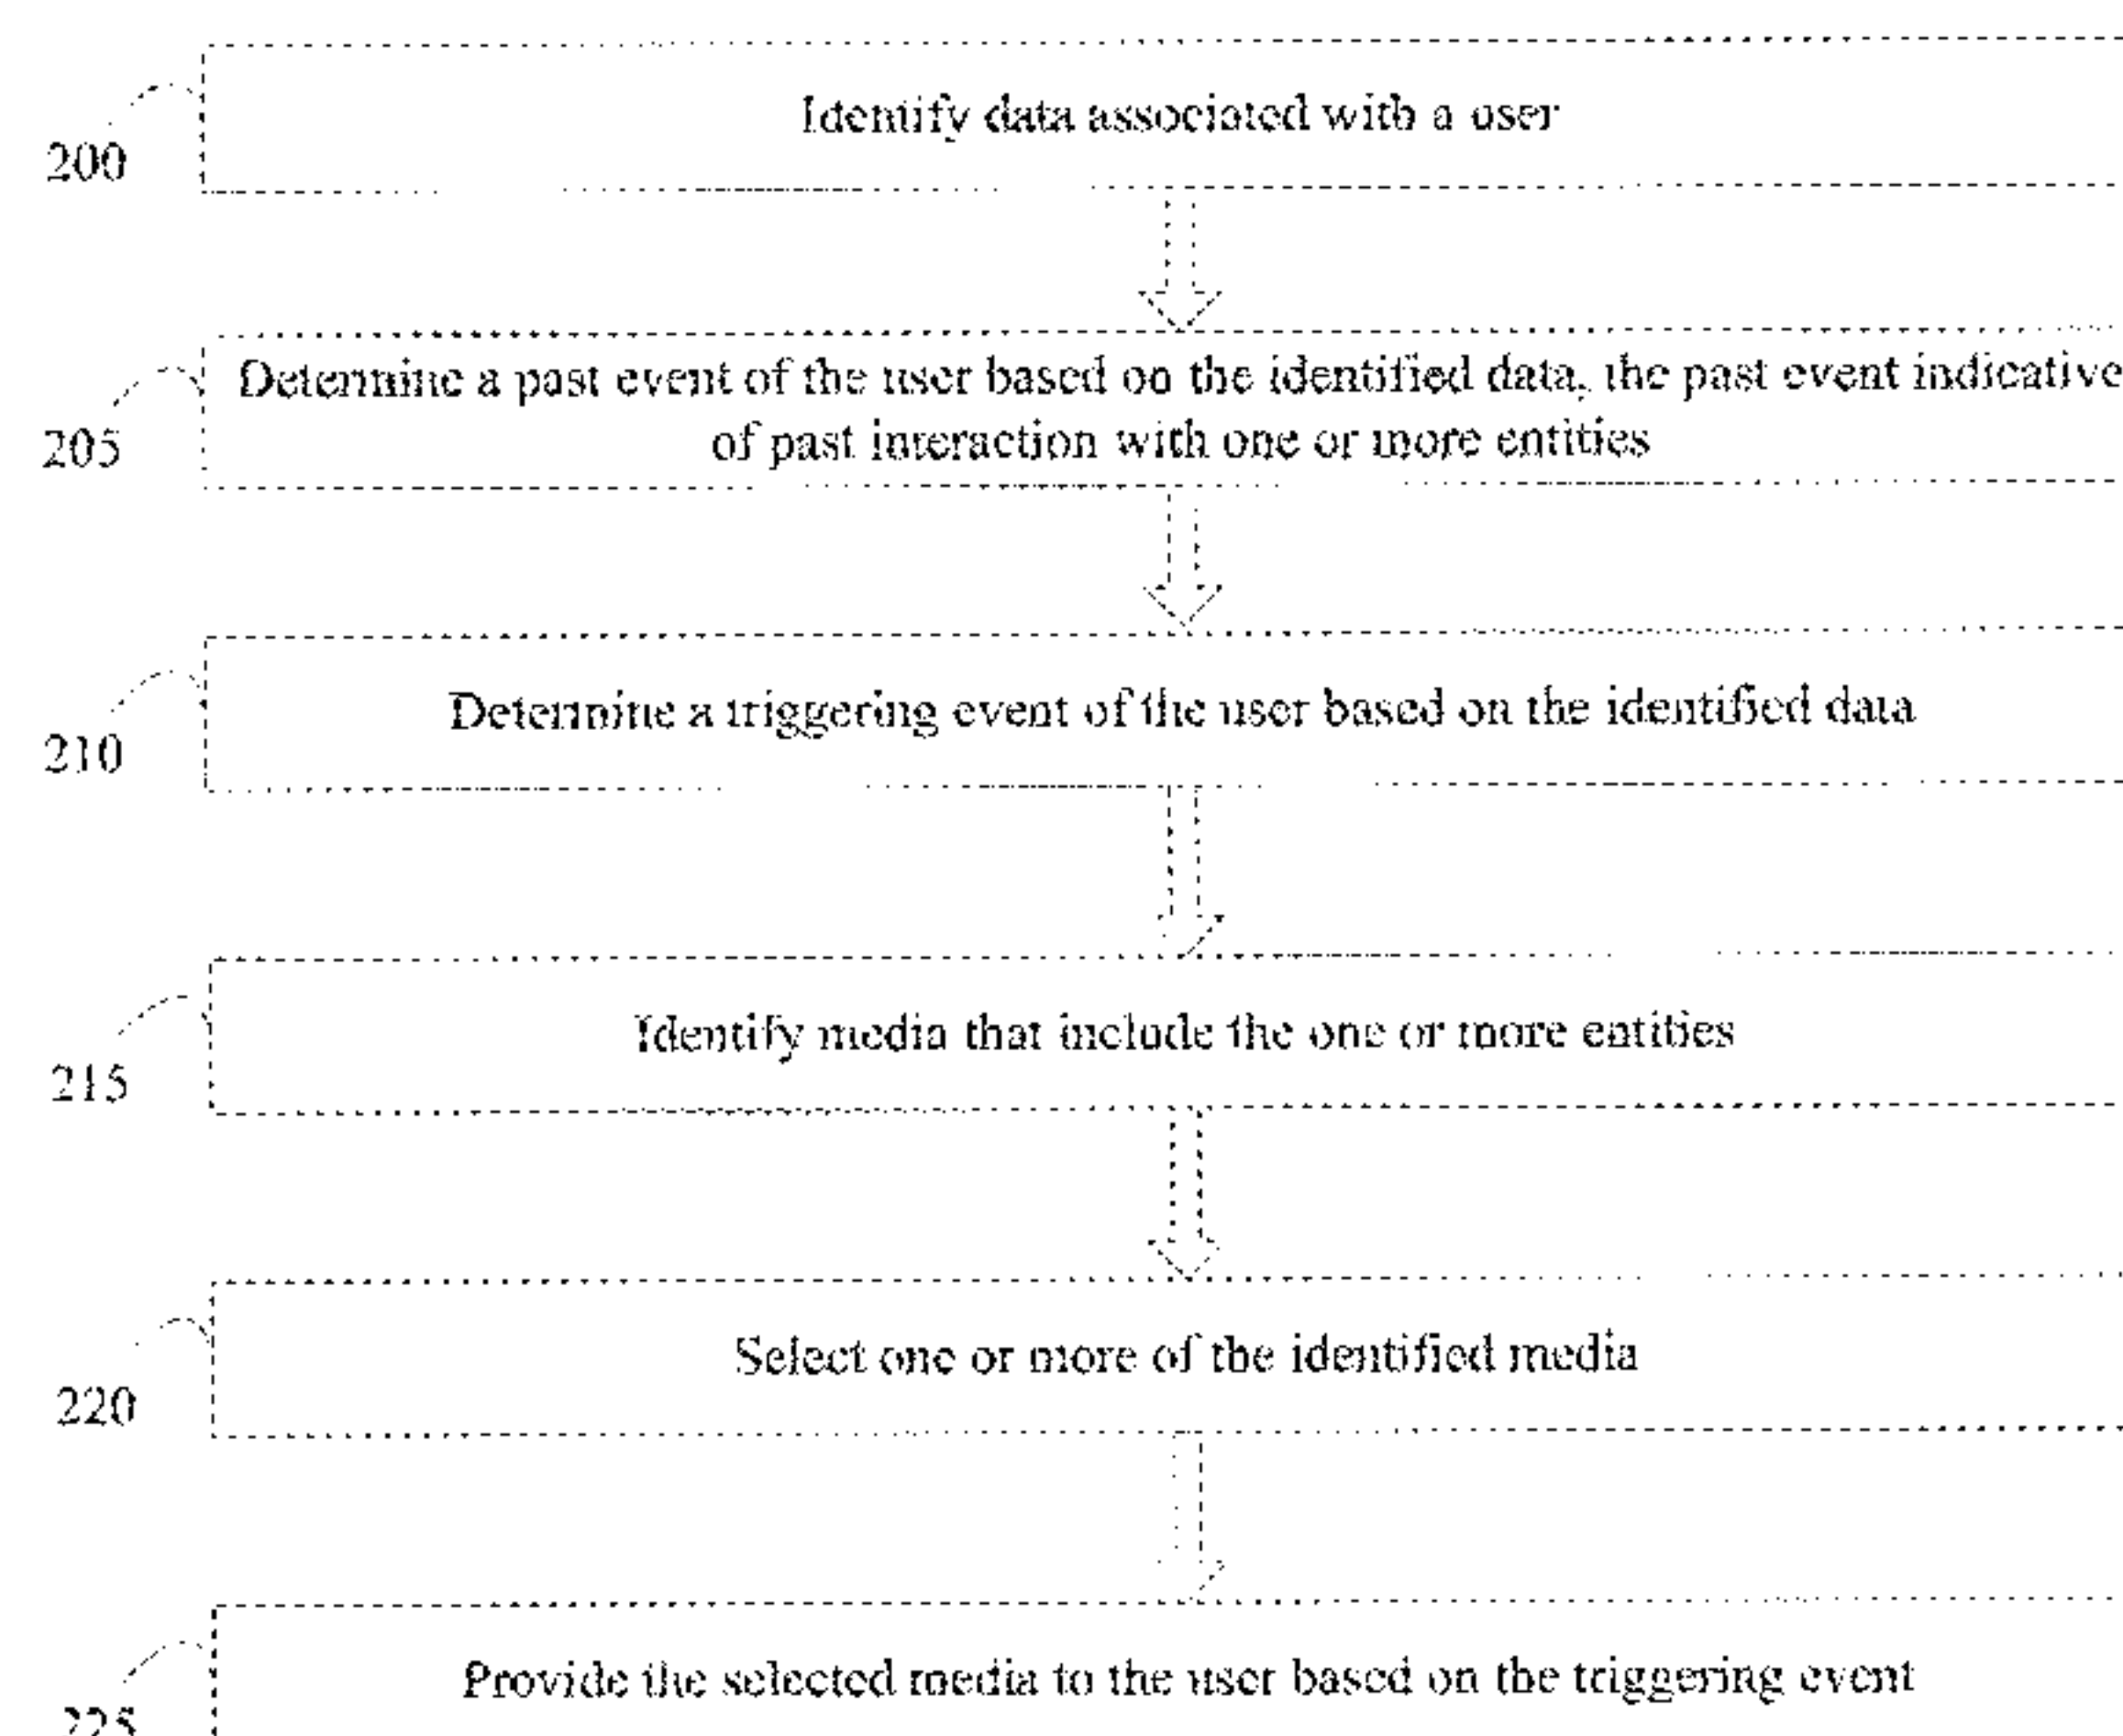 Identify data associated with a user
200
Determine a past event of the user based on the identified data, the past event indicative
of past interaction with one or more entities
205
Determine a triggering event of the user based on the identified data
210
Identify media that include the one or more entities
215
Select one or more of the identified media
220
Provide the selected media to the user based on the triggering event
225